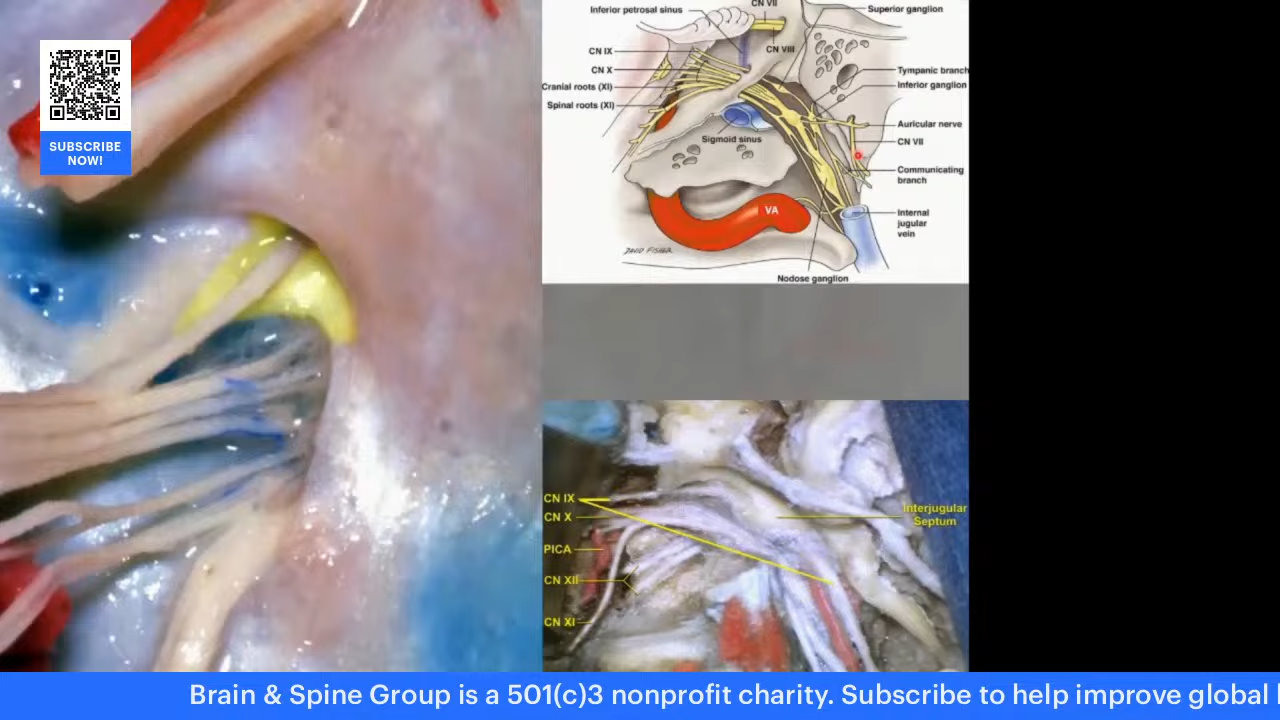 SUBSCRIBE
NOW!
Inferior petrosal sinus
CN VII
Superior ganglion
CN IX
CN VIII
CN X
Tympanic branch
Cranial roots (XI)
Inferior ganglion
Spinal roots (XI)
Auricular nerve
Sigmoid sinus
CN VII
Communicating
branch
VA
Internal
jugular
vein
DAVID FISHER
Nodose ganglion
CN IX
Interjugular
Septum
CN X
PICA
CN XII
CN XI
Brain & Spine Group is a 501(c)3 nonprofit charity. Subscribe to help improve global